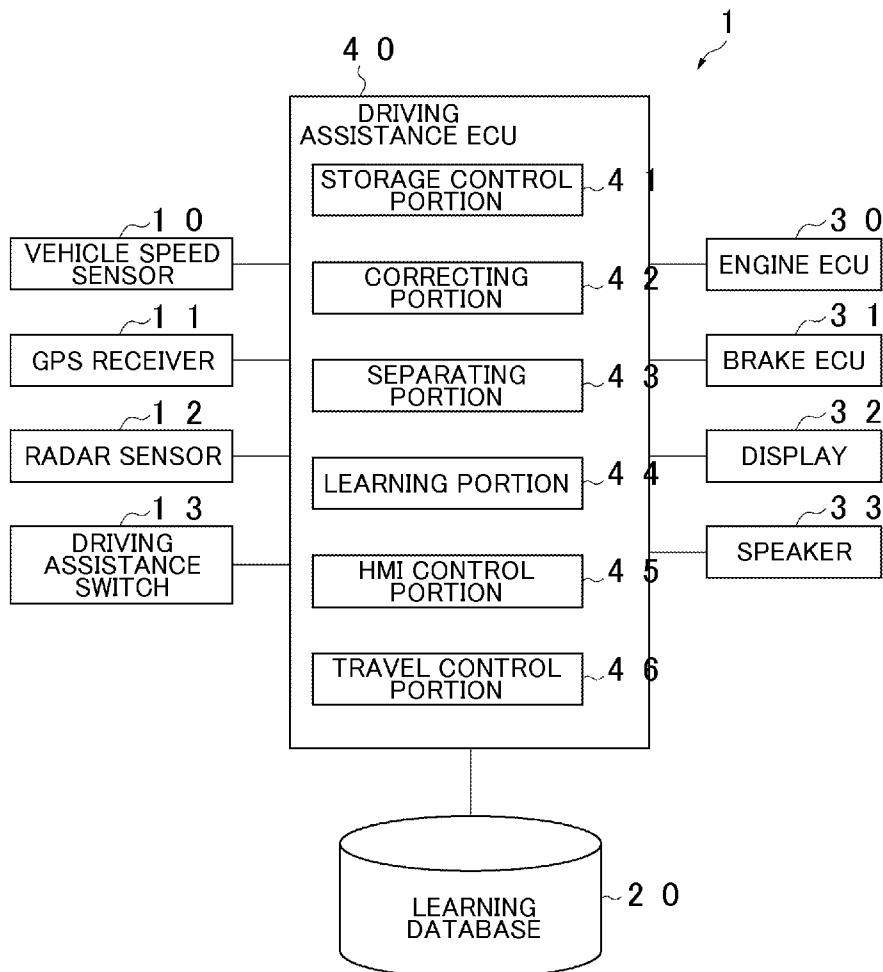 1
4 0
DRIVING
ASSISTANCE ECU
STORAGE CONTROL
PORTION
4 1
CORRECTING
PORTION
4 2
SEPARATING
PORTION
4 3
LEARNING PORTION
4 4
HMI CONTROL
PORTION
4 5
TRAVEL CONTROL
PORTION
4 6
1 0
VEHICLE SPEED
SENSOR
1 1
GPS RECEIVER
1 2
RADAR SENSOR
1 3
DRIVING
ASSISTANCE
SWITCH
3 0
ENGINE ECU
3 1
BRAKE ECU
3 2
DISPLAY
3 3
SPEAKER
LEARNING
DATABASE
2 0